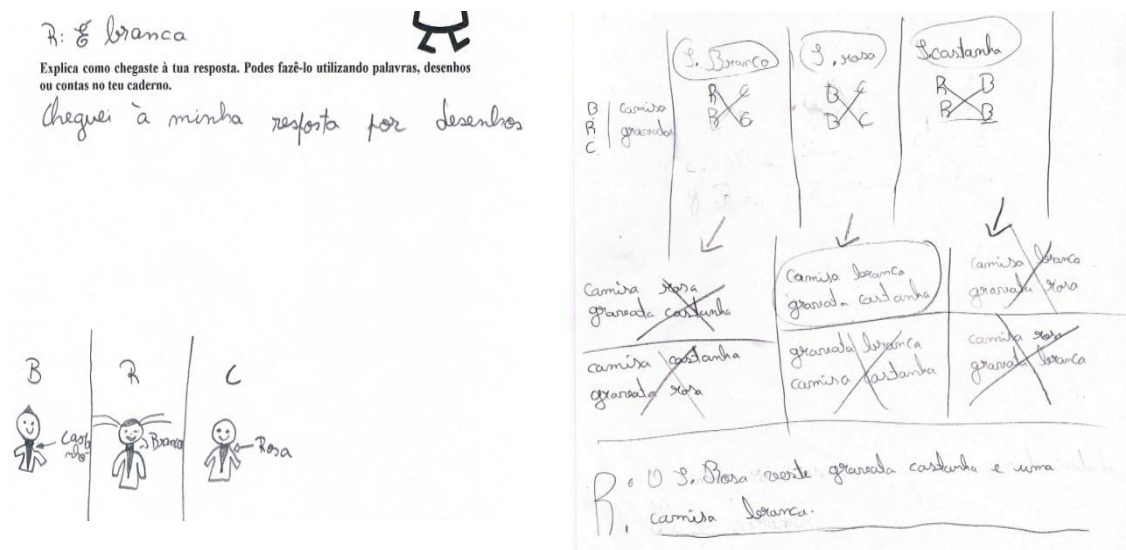 R: É branca
Explica como chegaste à tua resposta. Podes fazê-lo utilizando palavras, desenhos
ou contas no teu caderno.
Cheguei à minha resposta por desenhos
B R C
Casta
nho
Branca
Rosa
S. Branco S. rosa S.castanha
B camisa
R gravata
C
R C
B C
R B
R C
B C
R B
camisa rosa
gravata castanha
camisa branca
gravata castanha
camisa branca
gravata rosa
camisa castanha
gravata rosa
gravata branca
camisa castanha
camisa rosa
gravata branca
R: O S. Rosa veste gravata castanha e uma
camisa branca.